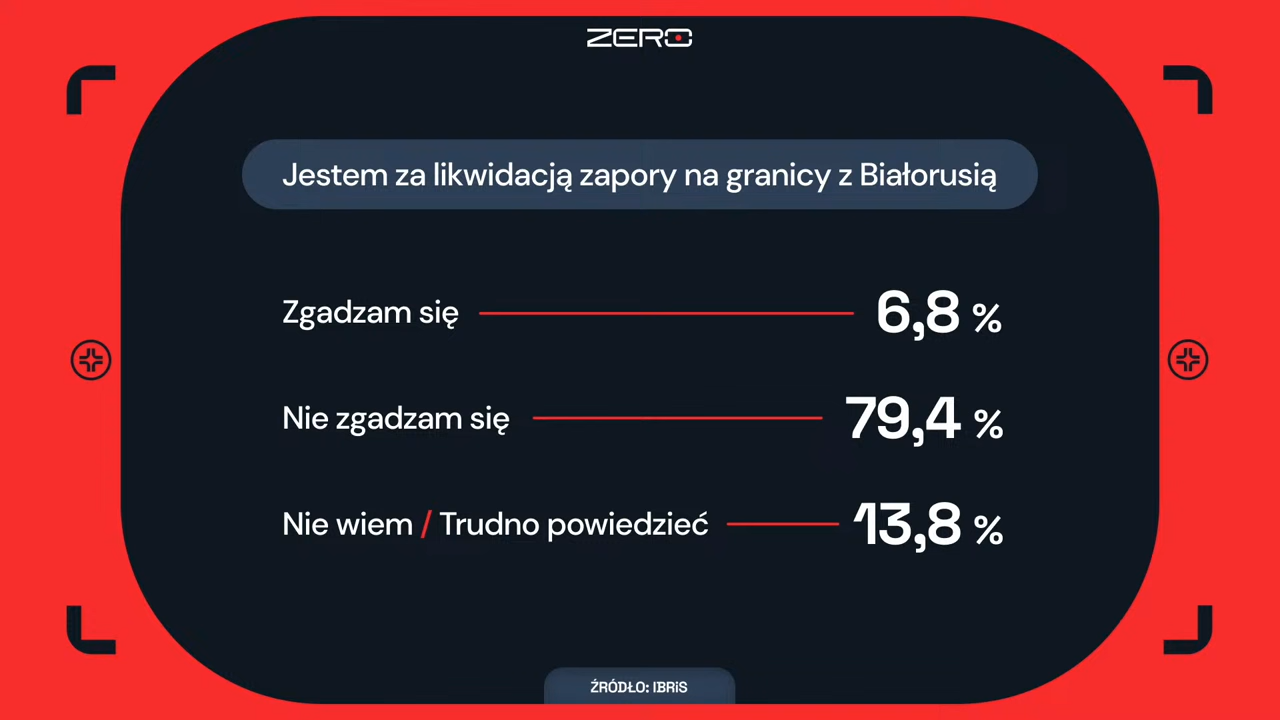 ZERO
Jestem za likwidacją zapory na granicy z Białorusią
Zgadzam się 6,8 %
Nie zgadzam się 79,4 %
Nie wiem / Trudno powiedzieć 13,8 %
ŹRÓDŁO: IBRiS